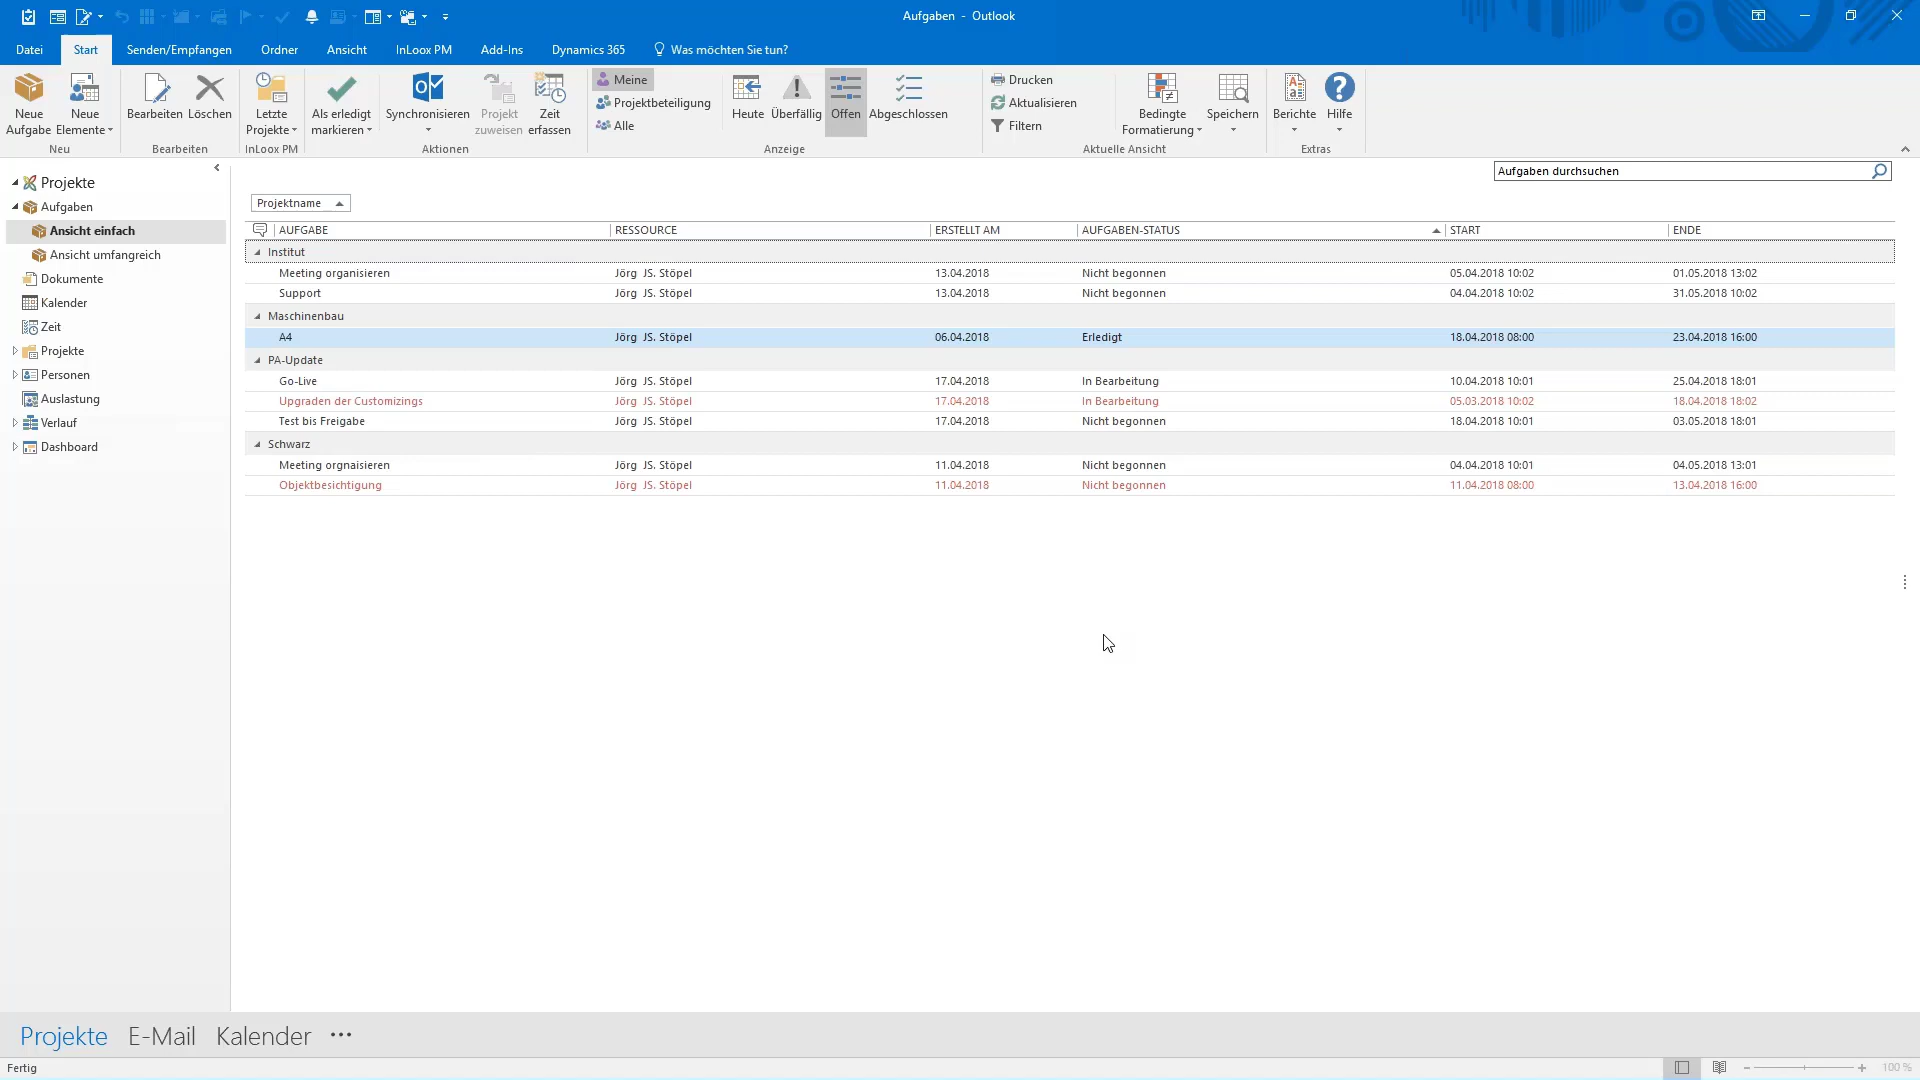 Aufgaben - Outlook
Datei Start Senden/Empfangen Ordner Ansicht InLoox PM Add-Ins Dynamics 365 Was möchten Sie tun?
Neue Aufgabe
Neue Elemente
Neu
Bearbeiten Löschen
Bearbeiten
Letzte Projekte
InLoox PM
Als erledigt markieren
Synchronisieren
Projekt zuweisen
Zeit erfassen
Aktionen
Meine
Projektbeteiligung
Alle
Heute Überfällig Offen Abgeschlossen
Anzeige
Drucken
Aktualisieren
Filtern
Bedingte Formatierung
Speichern
Aktuelle Ansicht
Berichte Hilfe
Extras
Projekte
Aufgaben
Ansicht einfach
Ansicht umfangreich
Dokumente
Kalender
Zeit
Projekte
Personen
Auslastung
Verlauf
Dashboard
Aufgaben durchsuchen
Projektname
AUFGABE RESSOURCE ERSTELLT AM AUFGABEN-STATUS START ENDE
Institut
Meeting organisieren Jörg JS. Stöpel 13.04.2018 Nicht begonnen 05.04.2018 10:02 01.05.2018 13:02
Support Jörg JS. Stöpel 13.04.2018 Nicht begonnen 04.04.2018 10:02 31.05.2018 10:02
Maschinenbau
A4 Jörg JS. Stöpel 06.04.2018 Erledigt 18.04.2018 08:00 23.04.2018 16:00
PA-Update
Go-Live Jörg JS. Stöpel 17.04.2018 In Bearbeitung 10.04.2018 10:01 25.04.2018 18:01
Upgraden der Customizings Jörg JS. Stöpel 17.04.2018 In Bearbeitung 05.03.2018 10:02 18.04.2018 18:02
Test bis Freigabe Jörg JS. Stöpel 17.04.2018 Nicht begonnen 18.04.2018 10:01 03.05.2018 18:01
Schwarz
Meeting orgnaisieren Jörg JS. Stöpel 11.04.2018 Nicht begonnen 04.04.2018 10:01 04.05.2018 13:01
Objektbesichtigung Jörg JS. Stöpel 11.04.2018 Nicht begonnen 11.04.2018 08:00 13.04.2018 16:00
Projekte E-Mail Kalender ...
Fertig
100 %